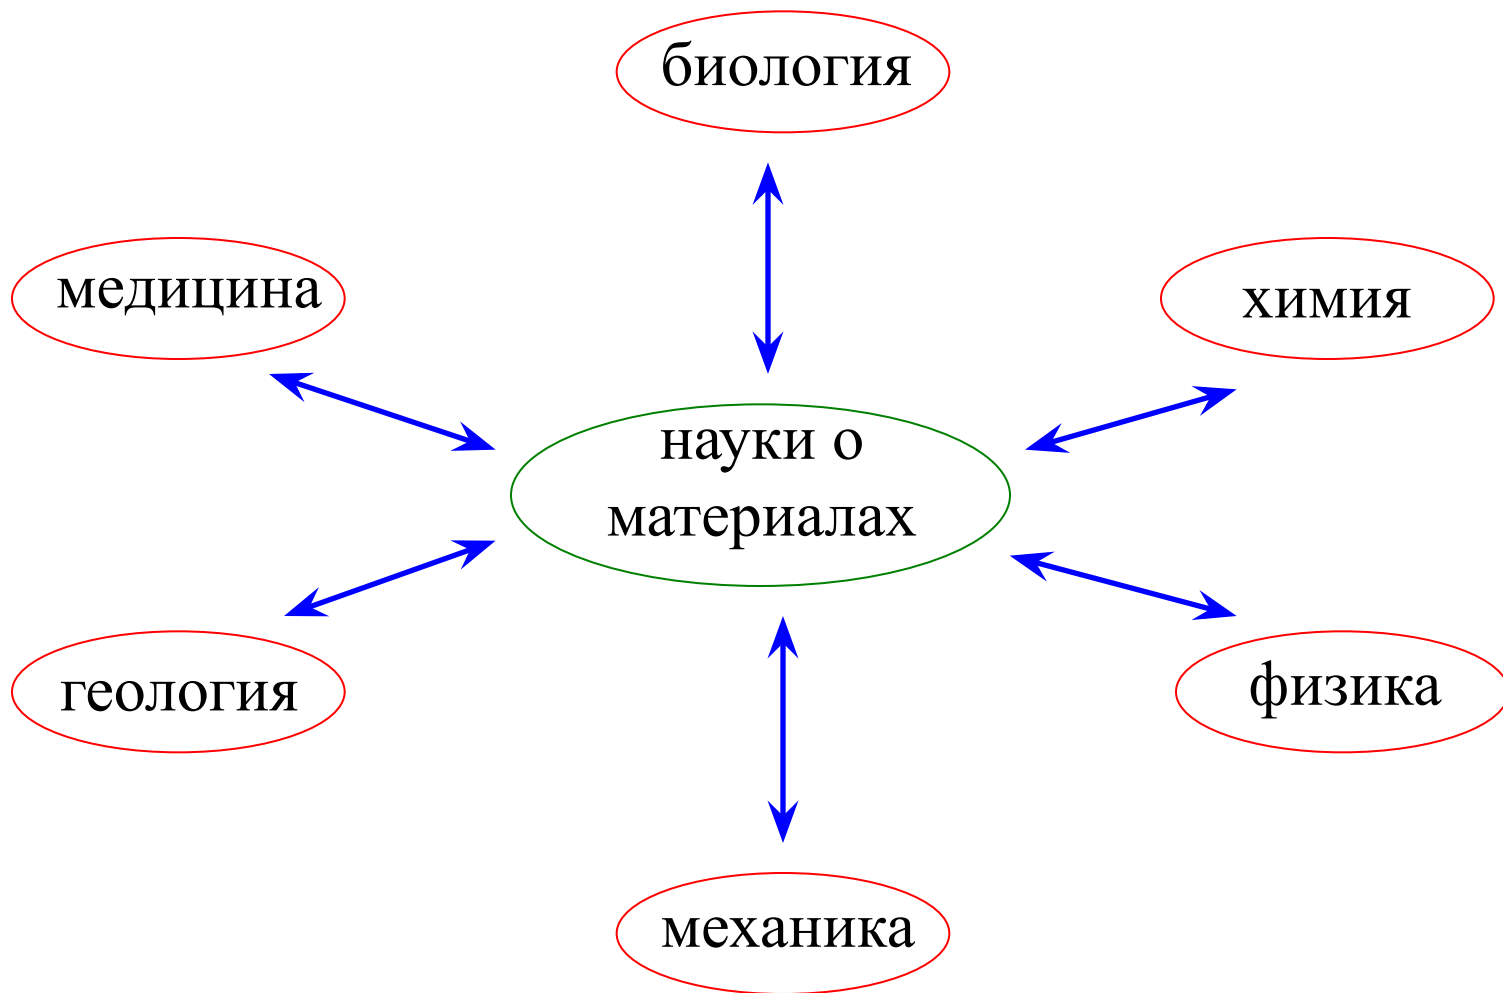 биология
медицина
химия
науки о
материалах
геология
физика
механика